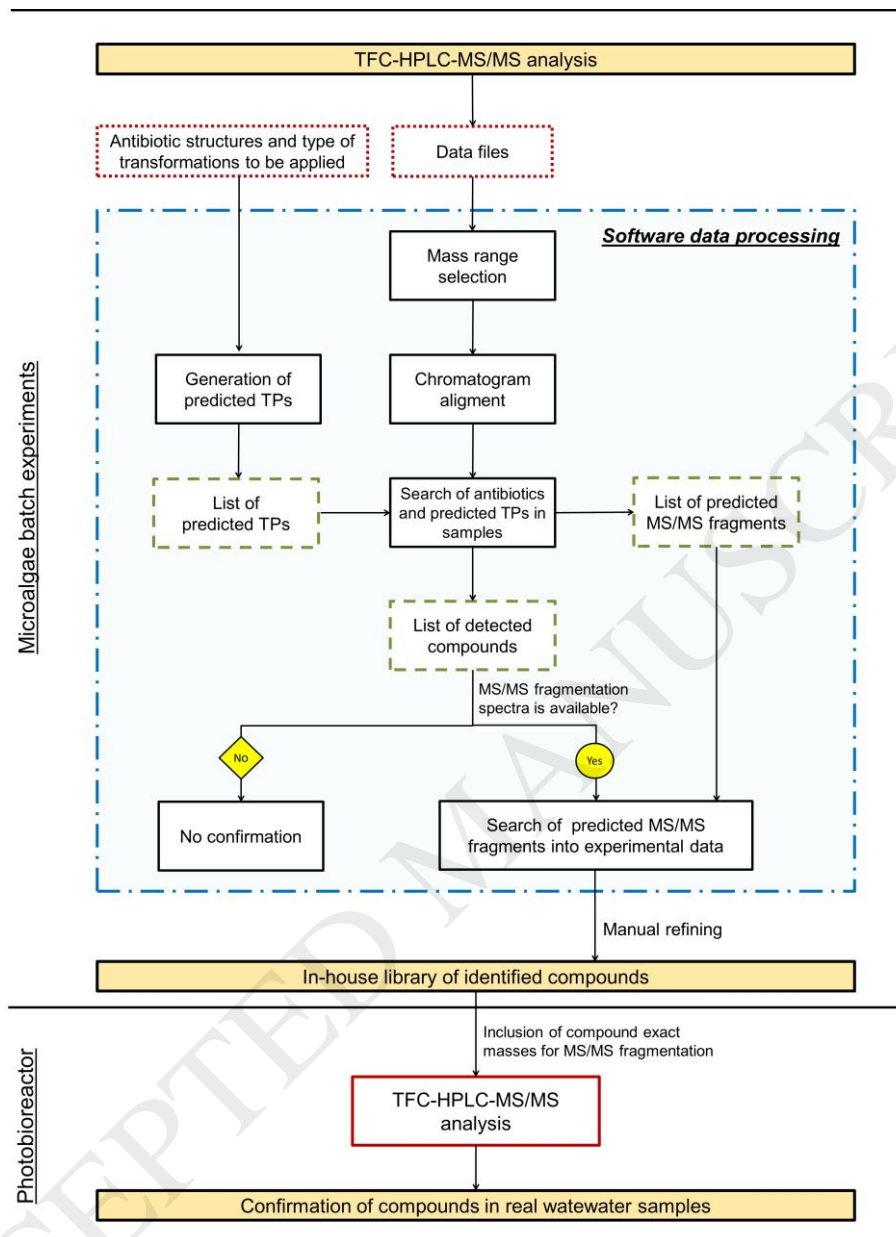 TFC-HPLC-MS/MS analysis
Antibiotic structures and type of
transformations to be applied
Data files
Software data processing
Mass range
selection
Generation of
predicted TPs
Chromatogram
aligment
List of
predicted TPs
Search of antibiotics
and predicted TPs in
samples
List of predicted
MS/MS fragments
List of detected
compounds
MS/MS fragmentation
spectra is available?
No
Yes
No confirmation
Search of predicted MS/MS
fragments into experimental data
Manual refining
In-house library of identified compounds
Microalgae batch experiments
Inclusion of compound exact
masses for MS/MS fragmentation
TFC-HPLC-MS/MS
analysis
Confirmation of compounds in real watewater samples
Photobioreactor
CEPTED MANUSCRI